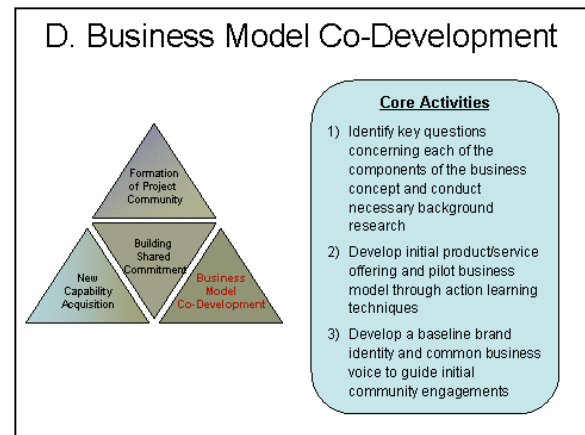 D. Business Model Co-Development
Formation
of Project
Community
Building
Shared
Commitment
New
Capability
Acquisition
Business
Model
Co-Development
Core Activities
1) Identify key questions
concerning each of the
components of the business
concept and conduct
necessary background
research
2) Develop initial product/service
offering and pilot business
model through action learning
techniques
3) Develop a baseline brand
identity and common business
voice to guide initial
community engagements